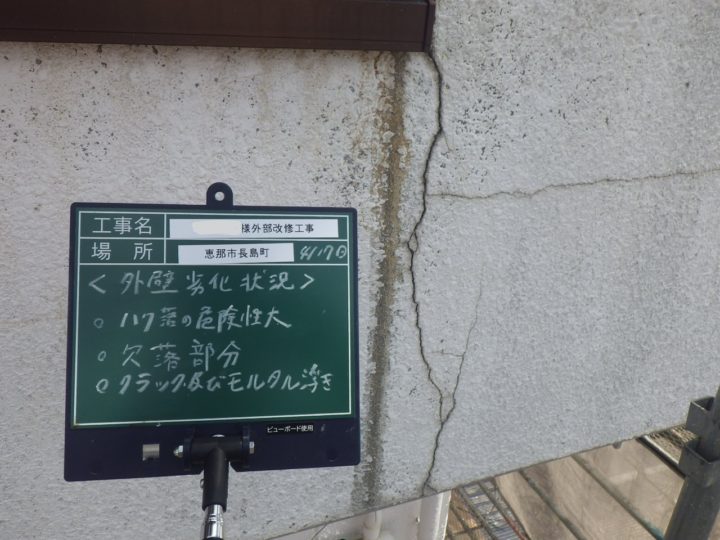 工事名 様外部改修工事
場所 恵那市長島町 4/17日
<外壁劣化状況>
○ ハク落の危険性大
○ 欠落部分
○ クラック及びモルタル浮き
ビューボード使用